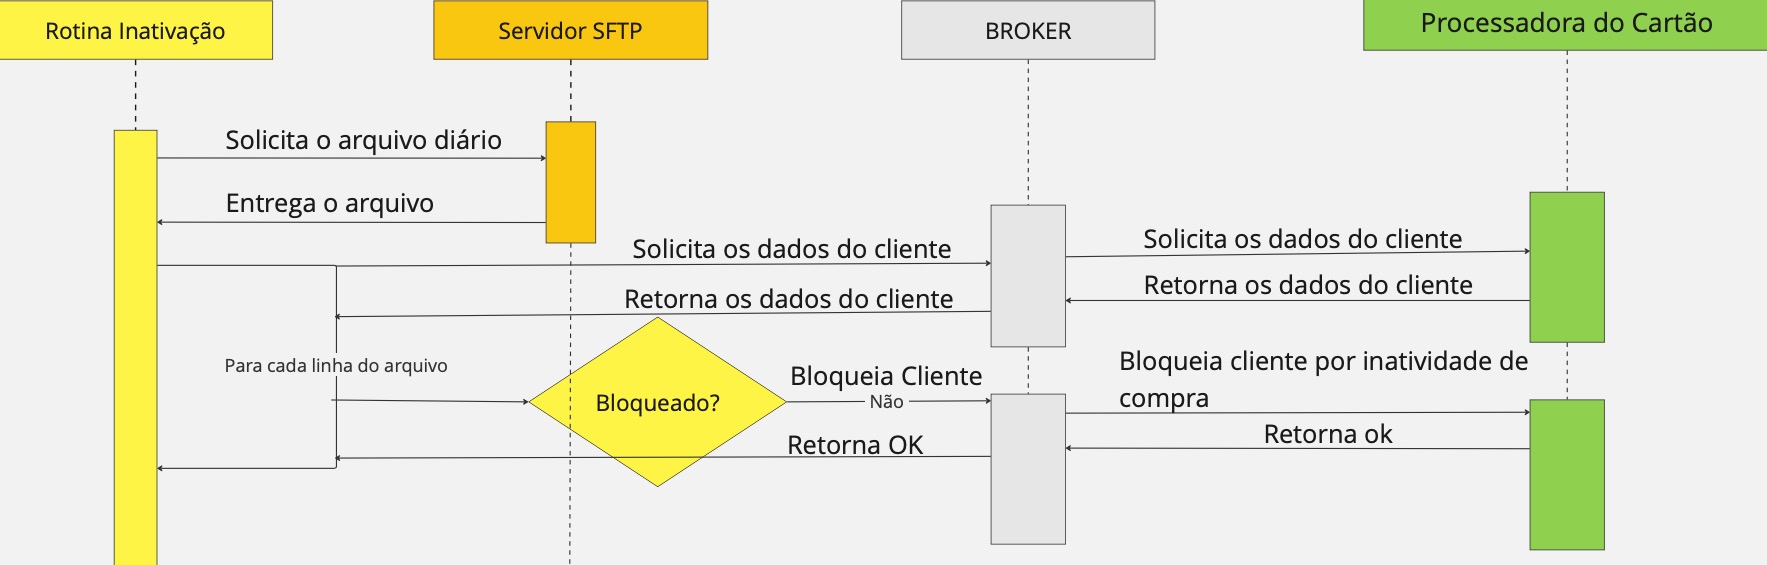 Rotina Inativação
Servidor SFTP
BROKER
Processadora do Cartão
Solicita o arquivo diário
Entrega o arquivo
Solicita os dados do cliente
Solicita os dados do cliente
Retorna os dados do cliente
Retorna os dados do cliente
Para cada linha do arquivo
Bloqueado?
Bloqueia Cliente
Não
Bloqueia cliente por inatividade de
compra
Retorna OK
Retorna ok